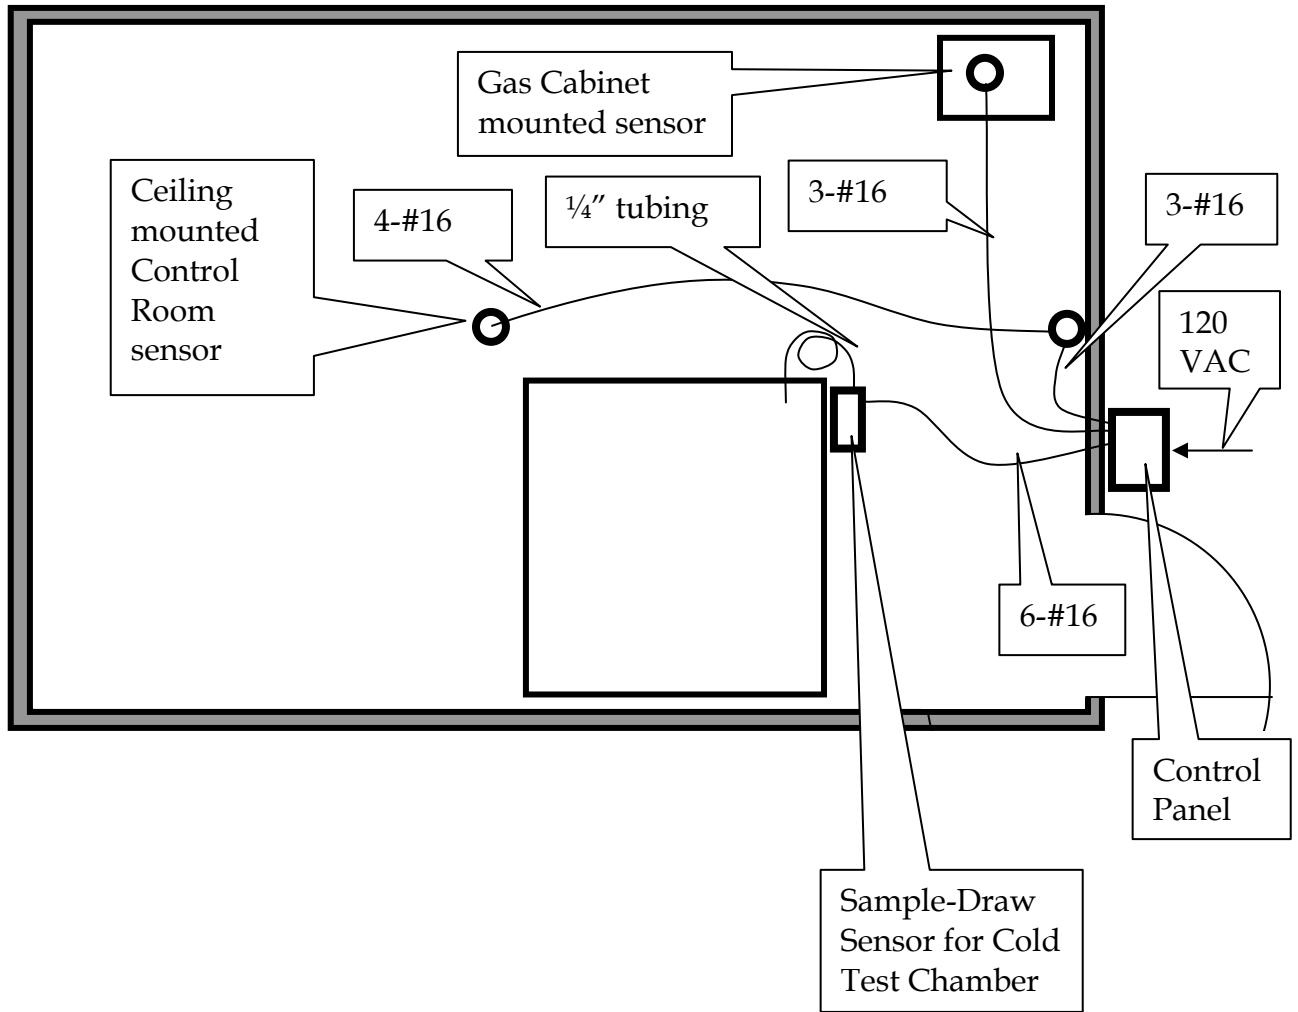 Gas Cabinet
mounted sensor
Ceiling
mounted
Control
Room
sensor
4-#16
¼” tubing
3-#16
3-#16
120
VAC
6-#16
Control
Panel
Sample-Draw
Sensor for Cold
Test Chamber